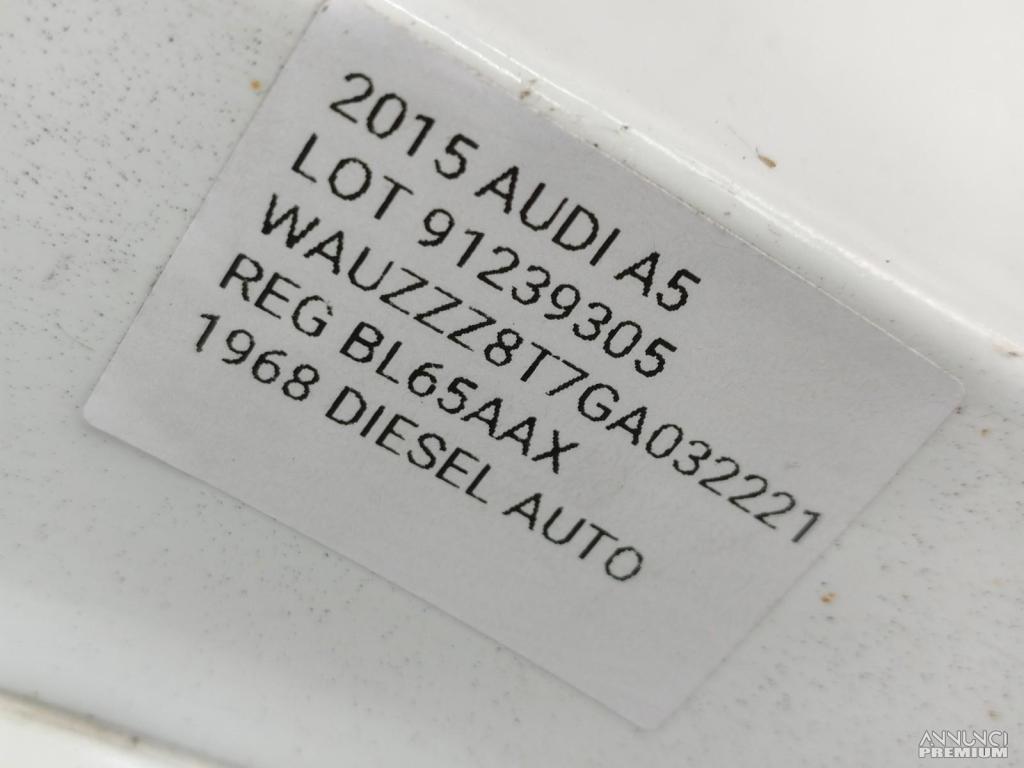 2015 AUDI A5
LOT 91239305
WAUZZZ8T7GA032221
REG BL65AAX
1968 DIESEL AUTO
ANNUNCI
PREMIUM